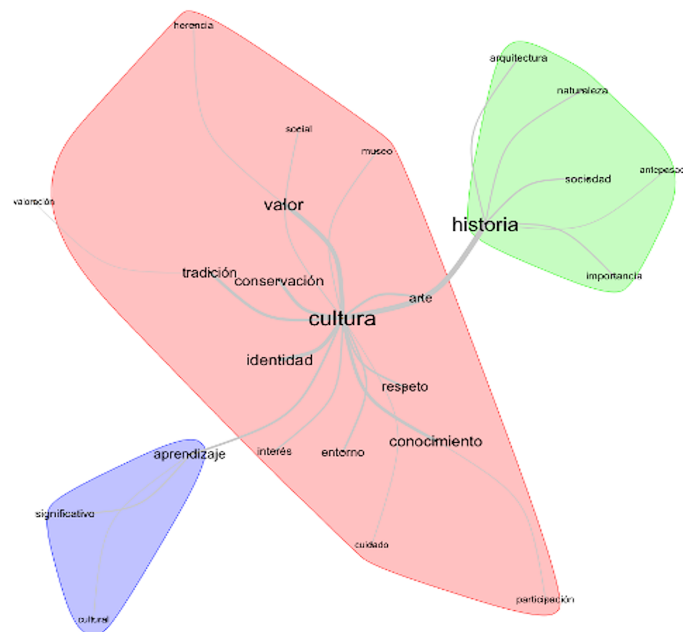 herencia
arquitectura
naturaleza
social
museo
sociedad
valoración
valor
historia
tradición
conservación
importancia
arte
cultura
identidad
respeto
conocimiento
aprendizaje
interés
entorno
significativo
cuidado
participación
cultural